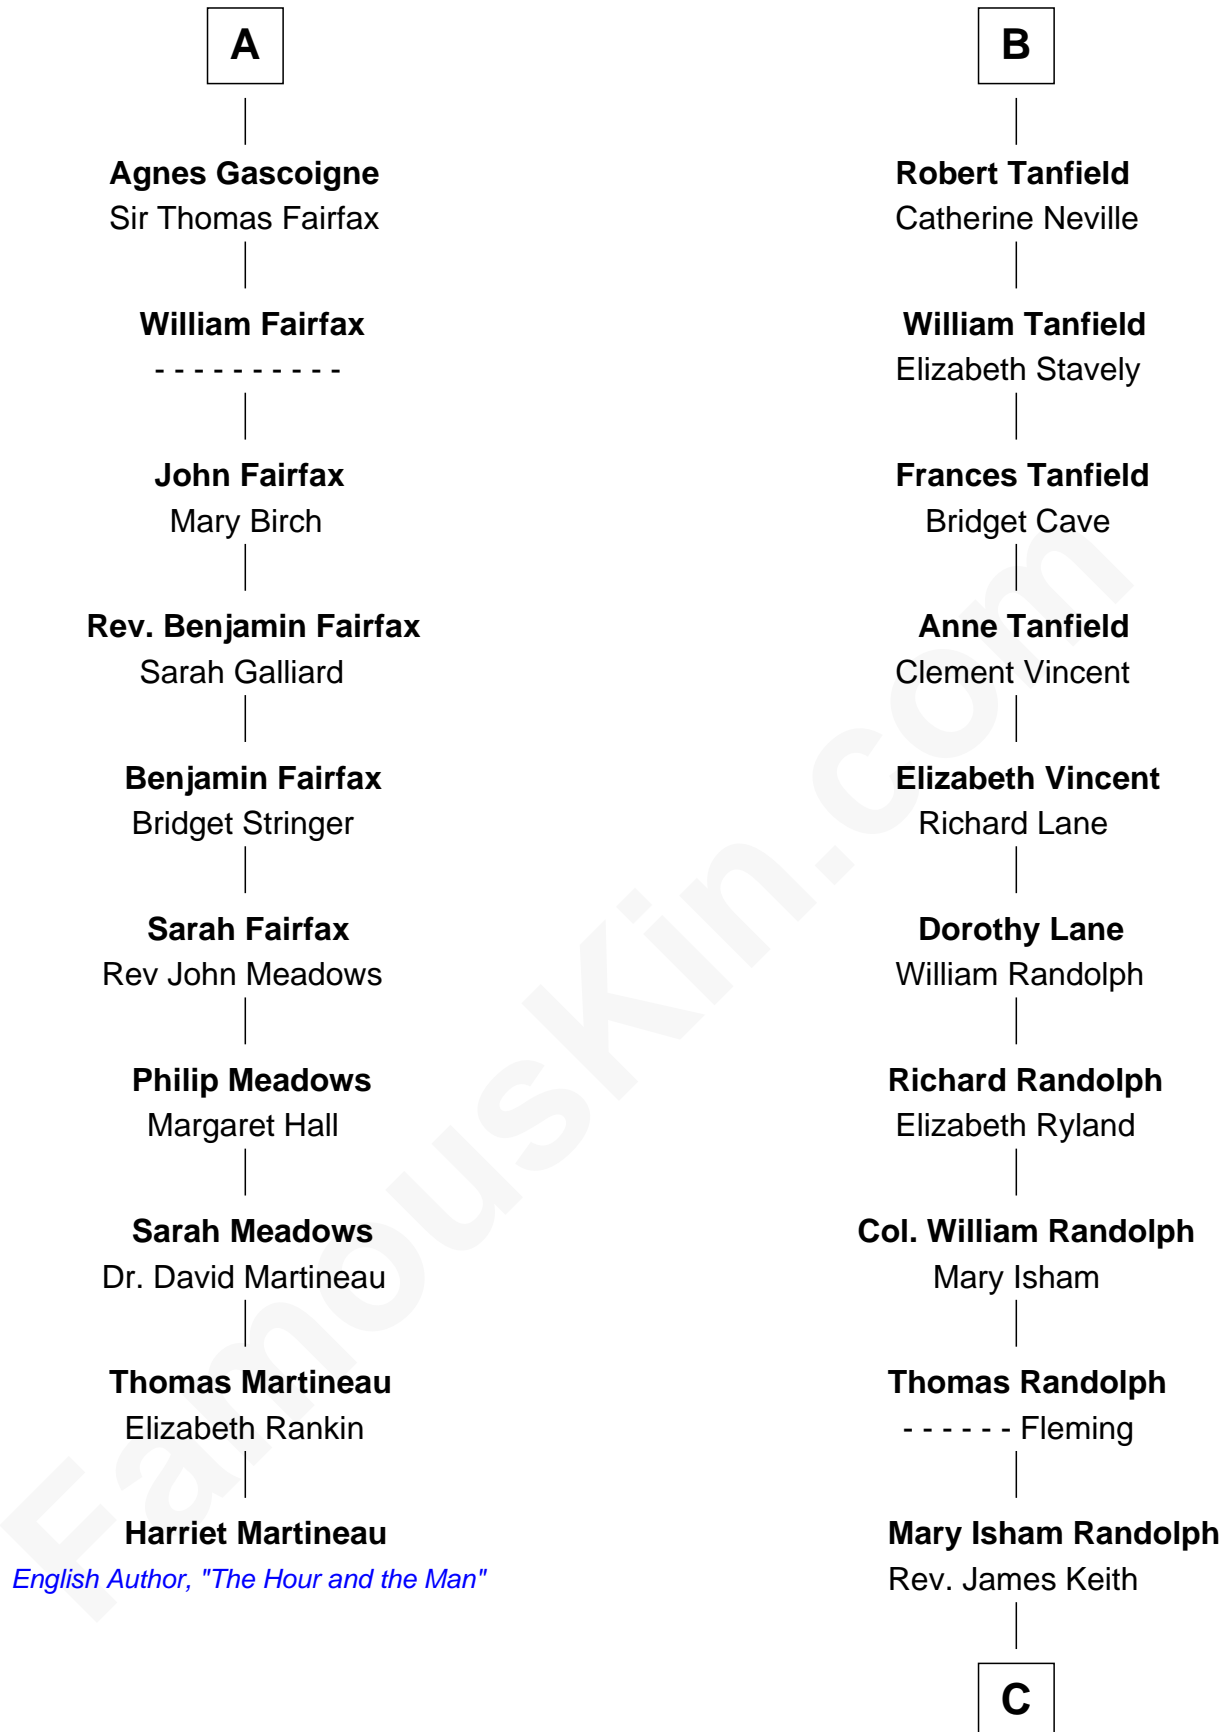 A
Agnes Gascoigne
Sir Thomas Fairfax
William Fairfax
- - - - - - - - - -
John Fairfax
Mary Birch
Rev. Benjamin Fairfax
Sarah Galliard
Benjamin Fairfax
Bridget Stringer
Sarah Fairfax
Rev John Meadows
Philip Meadows
Margaret Hall
Sarah Meadows
Dr. David Martineau
Thomas Martineau
Elizabeth Rankin
Harriet Martineau
English Author, "The Hour and the Man"
B
Robert Tanfield
Catherine Neville
William Tanfield
Elizabeth Stavely
Frances Tanfield
Bridget Cave
Anne Tanfield
Clement Vincent
Elizabeth Vincent
Richard Lane
Dorothy Lane
William Randolph
Richard Randolph
Elizabeth Ryland
Col. William Randolph
Mary Isham
Thomas Randolph
- - - - - - Fleming
Mary Isham Randolph
Rev. James Keith
C
FamousKin.com